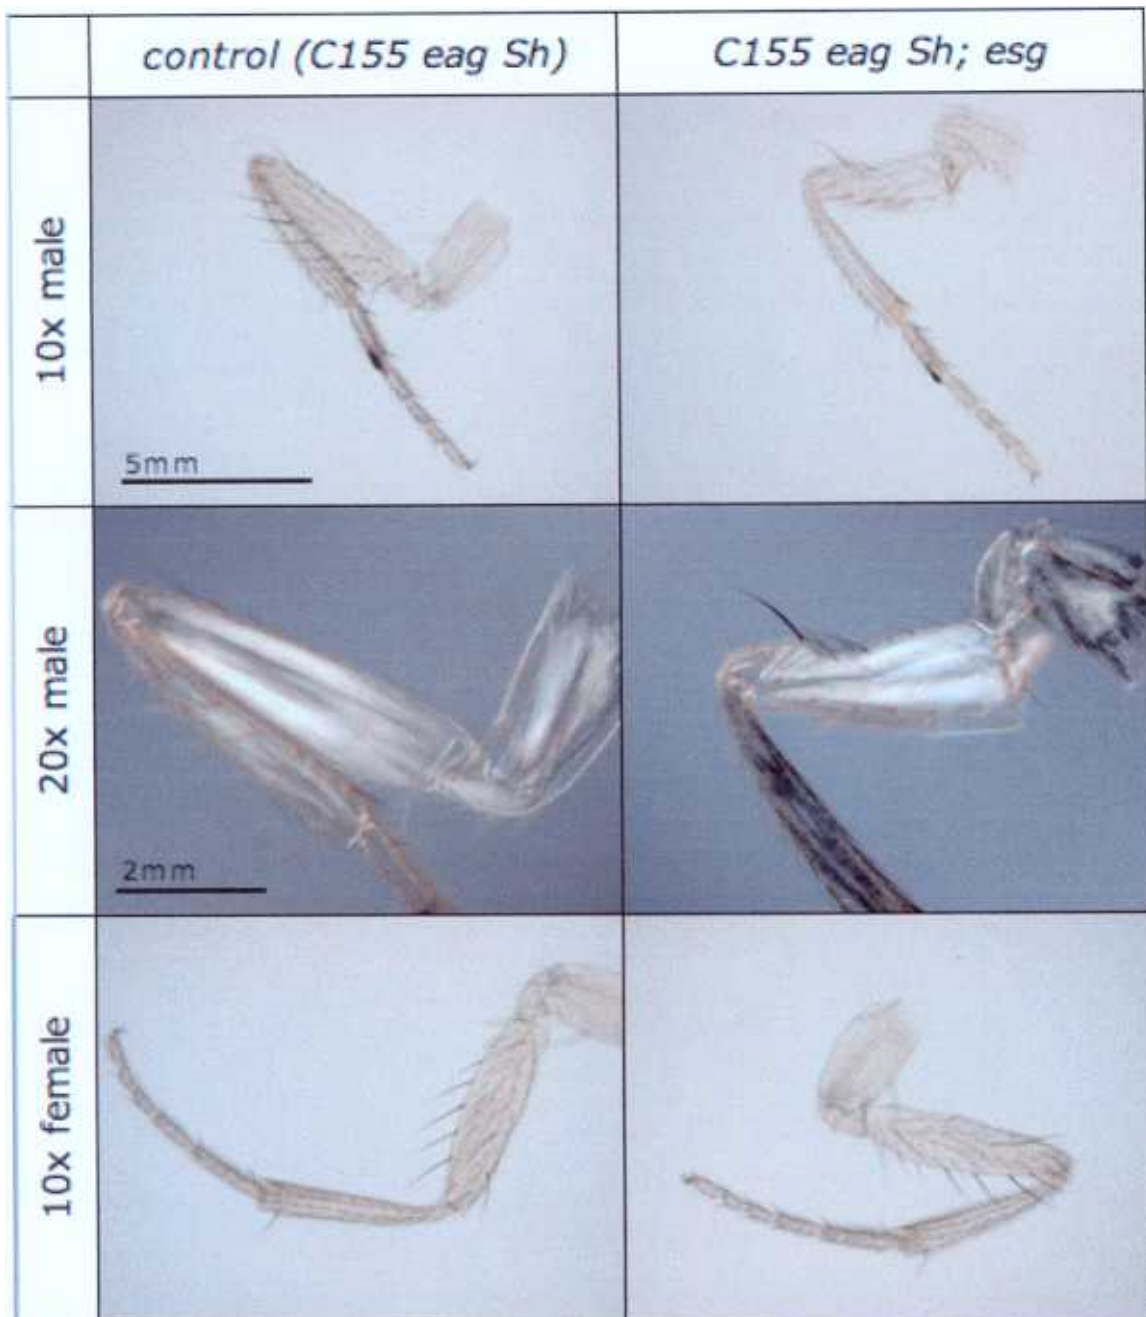 control (C155 eag Sh)
C155 eag Sh; esg
10x male
5mm
20x male
2mm
10x female